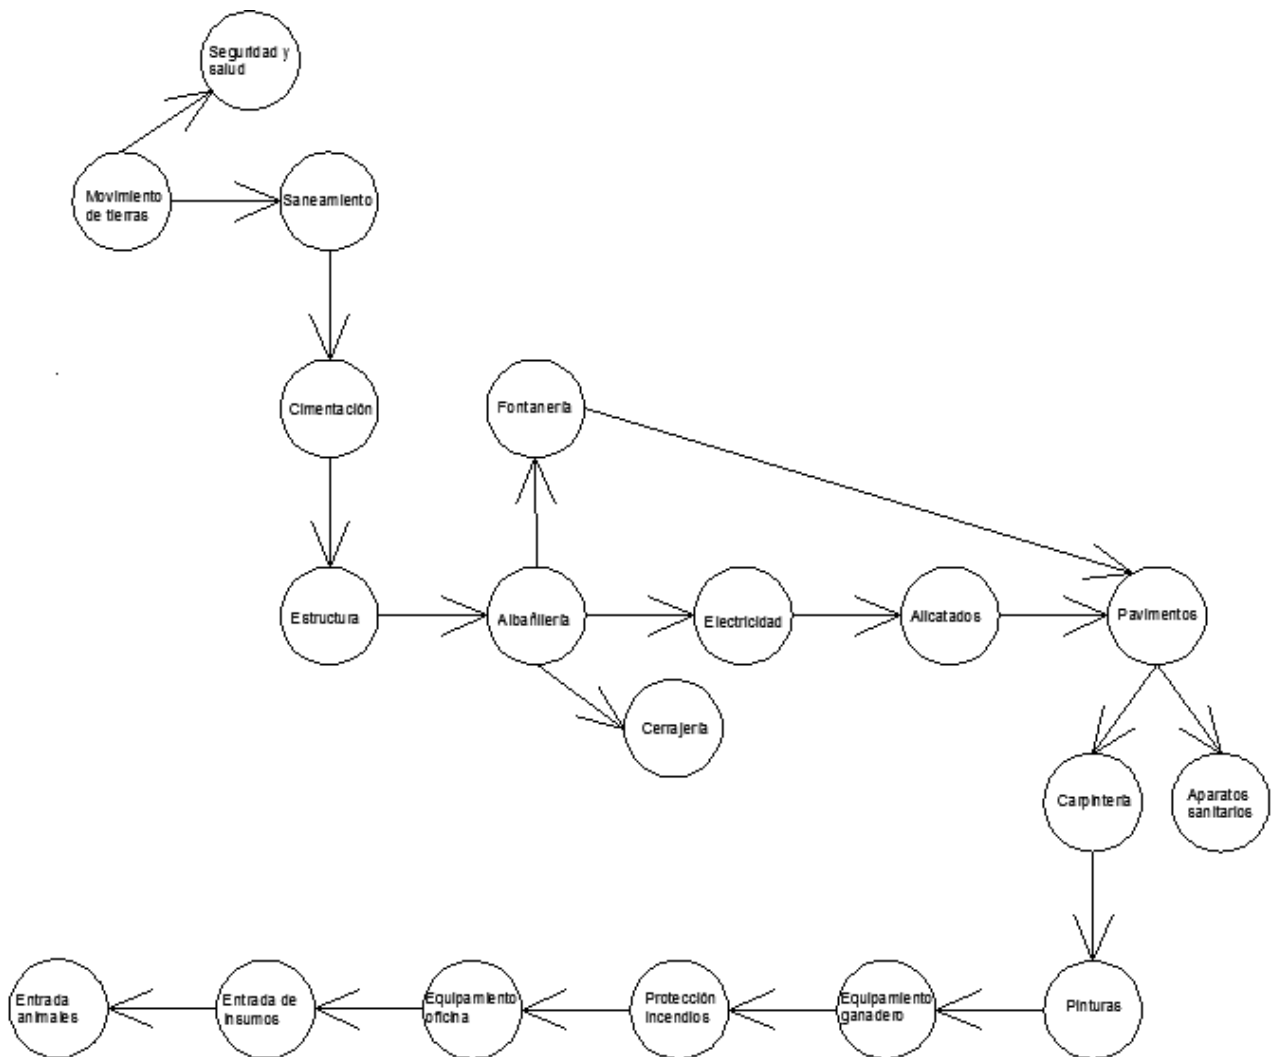 Seguridad y
salud
Movimiento
de tierras
Saneamiento
Cimentación
Fontanería
Estructura
Albañilería
Electricidad
Alicatados
Pavimentos
Cerrajería
Carpintería
Aparatos
sanitarios
Entrada
animales
Entrada de
insumos
Equipamiento
oficina
Protección
incendios
Equipamiento
ganadero
Pinturas